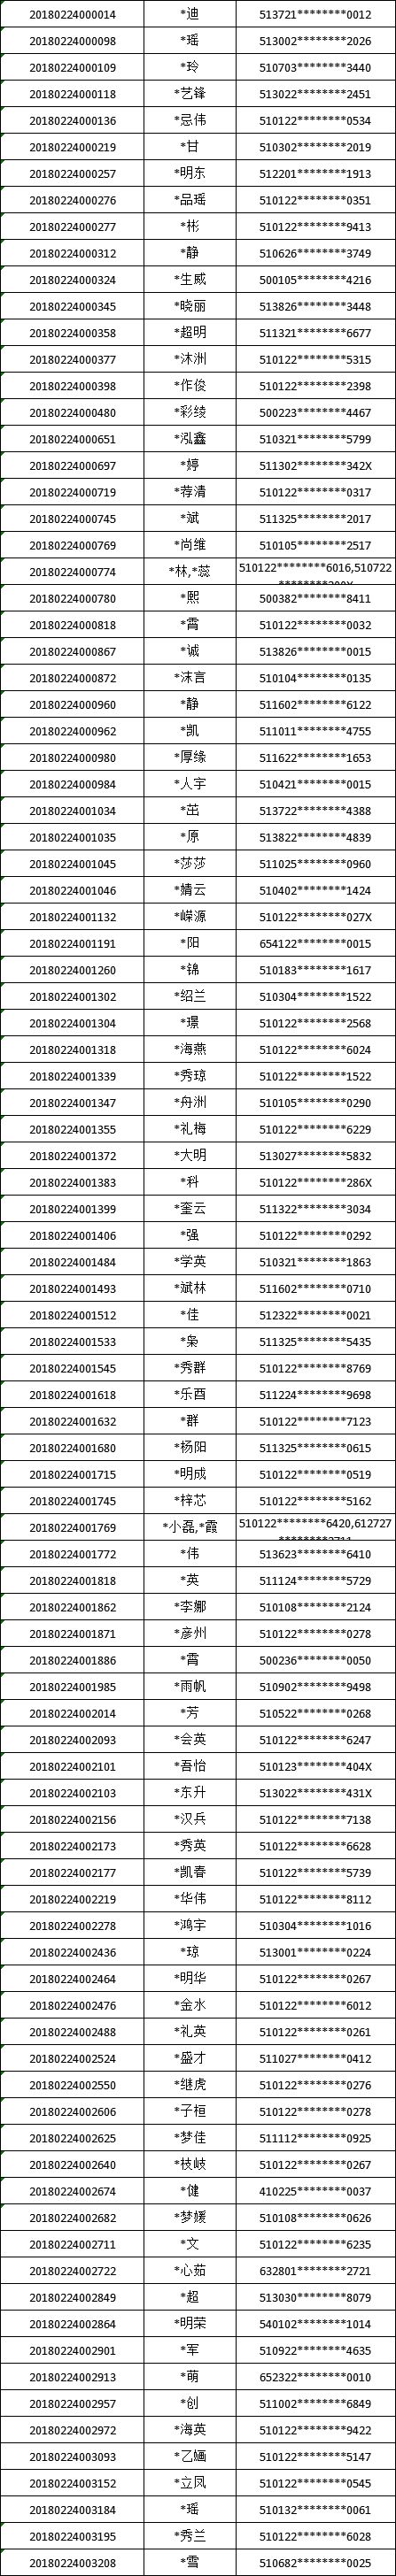 20180224000014 *迪 513721********0012
20180224000098 *瑶 513002********2026
20180224000109 *玲 510703********3440
20180224000118 *艺锋 513022********2451
20180224000136 *忌伟 510122********0534
20180224000219 *甘 510302********2019
20180224000257 *明东 512201********1913
20180224000276 *品瑶 510122********0351
20180224000277 *彬 510122********9413
20180224000312 *静 510626********3749
20180224000324 *生威 500105********4216
20180224000345 *晓丽 513826********3448
20180224000358 *超明 511321********6677
20180224000377 *沐洲 510122********5315
20180224000398 *作俊 510122********2398
20180224000480 *彩绫 500223********4467
20180224000651 *泓鑫 510321********5799
20180224000697 *婷 511302********342X
20180224000719 *荐清 510122********0317
20180224000745 *斌 511325********2017
20180224000769 *尚维 510105********2517
20180224000774 *林,*蕊 510122********6016,510722
20180224000780 *熙 500382********8411
20180224000818 *霄 510122********0032
20180224000867 *诚 513826********0015
20180224000872 *沫言 510104********0135
20180224000960 *静 511602********6122
20180224000962 *凯 511011********4755
20180224000980 *厚缘 511622********1653
20180224000984 *人宇 510421********0015
20180224001034 *茁 513722********4388
20180224001035 *原 513822********4839
20180224001045 *莎莎 511025********0960
20180224001046 *婧云 510402********1424
20180224001132 *嵘源 510122********027X
20180224001191 *阳 654122********0015
20180224001260 *锦 510183********1617
20180224001302 *绍兰 510304********1522
20180224001304 *璟 510122********2568
20180224001318 *海燕 510122********6024
20180224001339 *秀琼 510122********1522
20180224001347 *舟洲 510105********0290
20180224001355 *礼梅 510122********6229
20180224001372 *大明 513027********5832
20180224001383 *科 510122********286X
20180224001399 *奎云 511322********3034
20180224001406 *强 510122********0292
20180224001484 *学英 510321********1863
20180224001493 *斌林 511602********0710
20180224001512 *佳 512322********0021
20180224001533 *枭 511325********5435
20180224001545 *秀群 510122********8769
20180224001618 *乐酉 511224********9698
20180224001632 *群 510122********7123
20180224001680 *杨阳 511325********0615
20180224001715 *明成 510122********0519
20180224001745 *梓芯 510122********5162
20180224001769 *小磊,*霞 510122********6420,612727
20180224001772 *伟 513623********6410
20180224001818 *英 511124********5729
20180224001862 *李娜 510108********2124
20180224001871 *彦州 510122********0278
20180224001886 *霄 500236********0050
20180224001985 *雨帆 510902********9498
20180224002014 *芳 510522********0268
20180224002093 *会英 510122********6247
20180224002101 *吾怡 510123********404X
20180224002103 *东升 513022********431X
20180224002156 *汉兵 510122********7138
20180224002173 *秀英 510122********6628
20180224002177 *凯春 510122********5739
20180224002219 *华伟 510122********8112
20180224002278 *鸿宇 510304********1016
20180224002436 *琼 513001********0224
20180224002464 *明华 510122********0267
20180224002476 *金水 510122********6012
20180224002488 *礼英 510122********0261
20180224002524 *盛才 511027********0412
20180224002550 *继虎 510122********0276
20180224002606 *子桓 510122********0278
20180224002625 *梦佳 511112********0925
20180224002640 *枝岐 510122********0267
20180224002674 *健 410225********0037
20180224002682 *梦媛 510108********0626
20180224002711 *文 510122********6235
20180224002722 *心茹 632801********2721
20180224002849 *超 513030********8079
20180224002864 *明荣 540102********1014
20180224002901 *军 510922********4635
20180224002913 *萌 652322********0010
20180224002957 *创 511002********6849
20180224002972 *海英 510122********9422
20180224003093 *乙婳 510122********5147
20180224003152 *立凤 510122********0545
20180224003184 *瑶 510132********0061
20180224003195 *秀兰 510122********6028
20180224003208 *雪 510682********0025